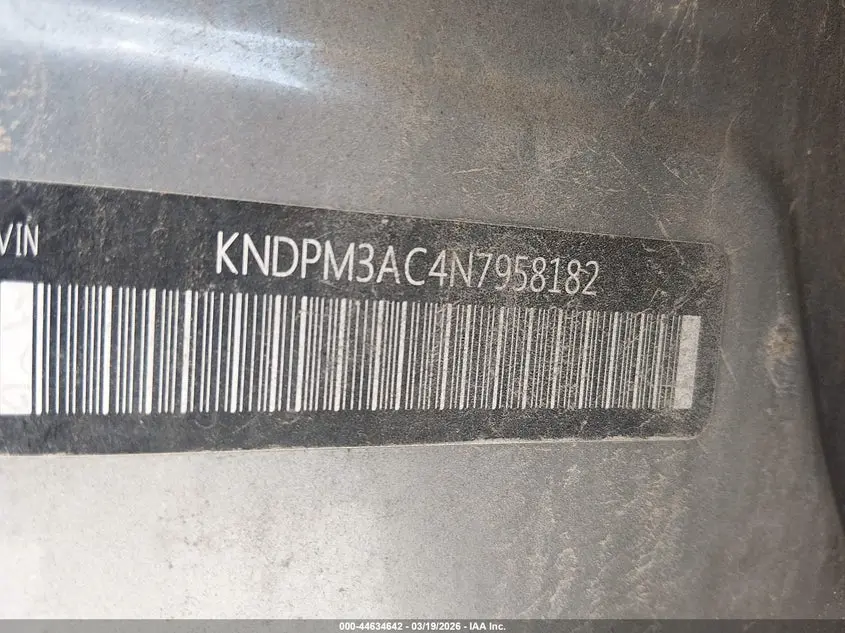 VIN
KNDPM3AC4N7958182
000-44634642 – 03/19/2026 – IAA Inc.